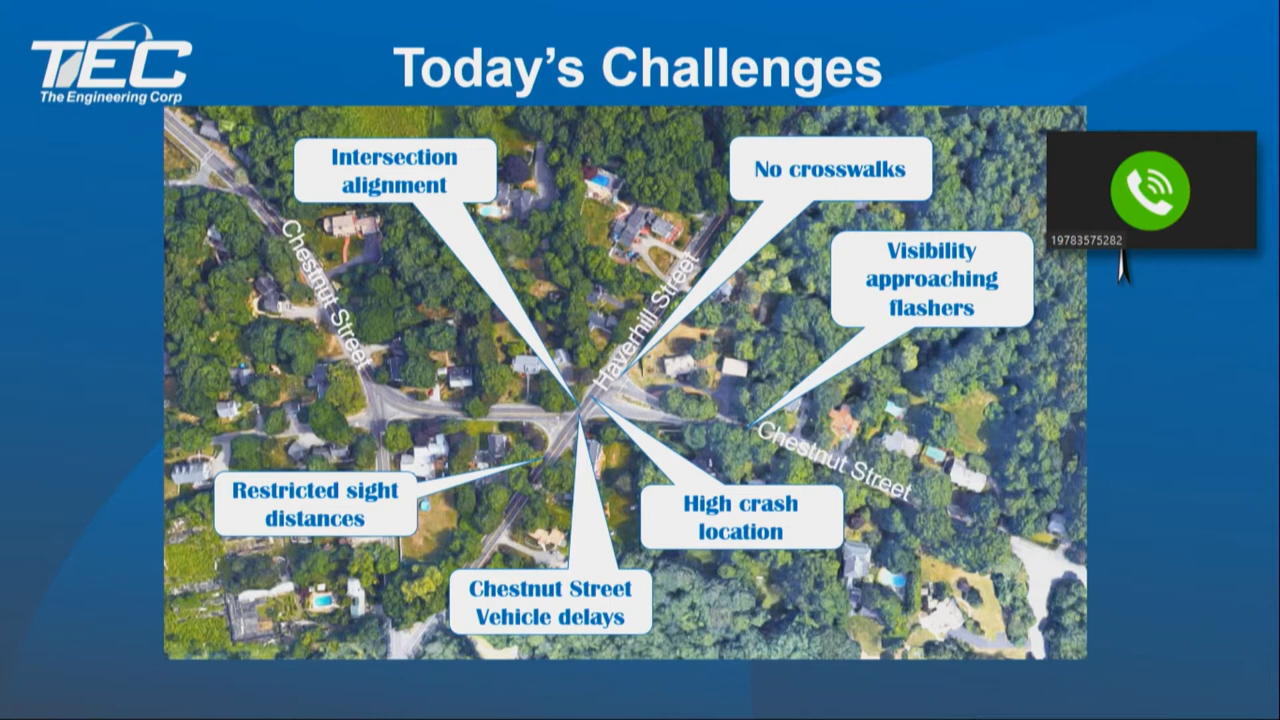 TEC
The Engineering Corp
Today's Challenges
Intersection
alignment
No crosswalks
19783575282
Visibility
approaching
flashers
Chestnut Street
Haverhill Street
Chestnut Street
Restricted sight
distances
High crash
location
Chestnut Street
Vehicle delays